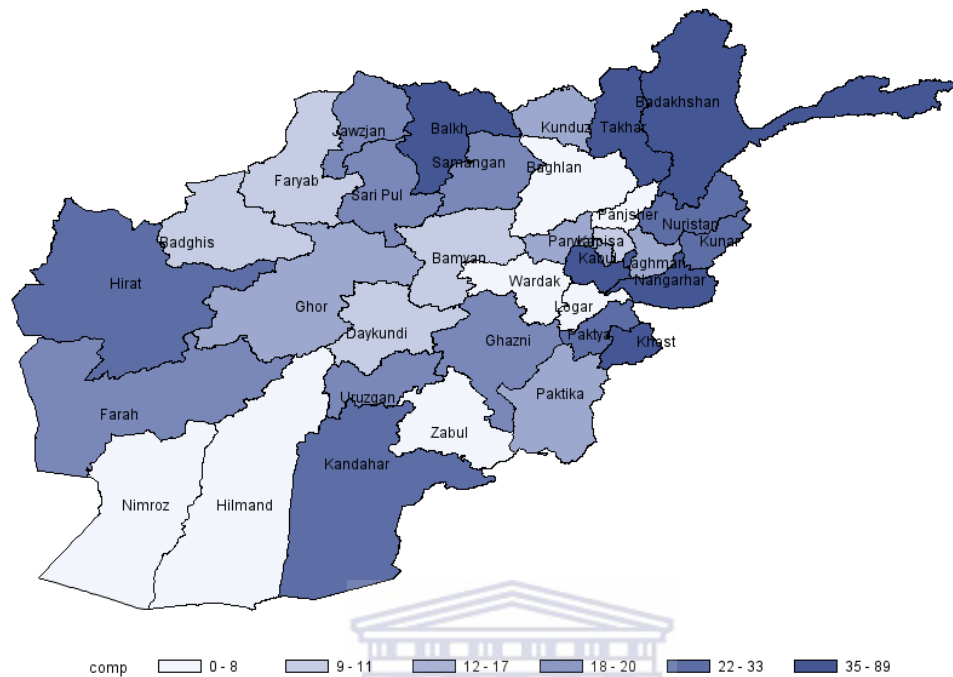 Badakhshan
Jawzjan
Balkh
Kunduz
Takhar
Samangan
Baghlan
Faryab
Sari Pul
Panjsher
Nuristan
Badghis
Parwan
Kapisa
Kunar
Bamyan
Kabul
Laghman
Hirat
Wardak
Nangarhar
Ghor
Logar
Daykundi
Ghazni
Paktya
Khost
Uruzgan
Paktika
Farah
Zabul
Kandahar
Nimroz
Hilmand
comp 0 - 8 9 - 11 12 - 17 18 - 20 22 - 33 35 - 89